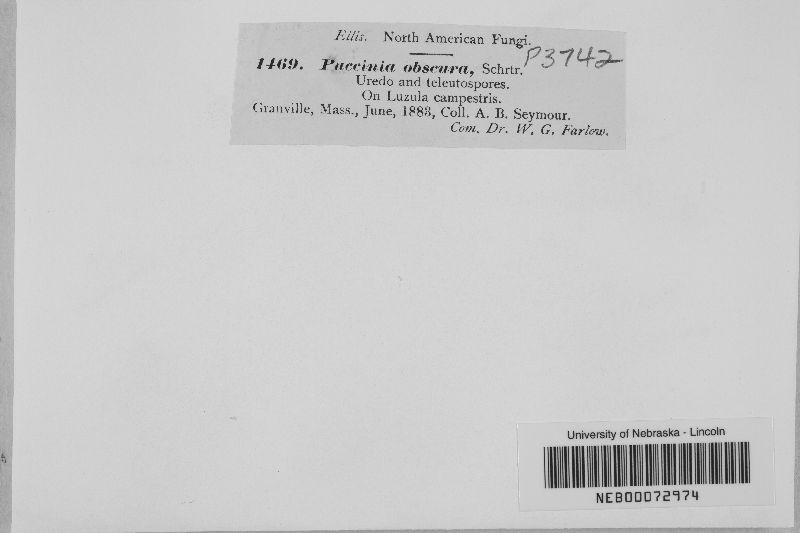 Ellis. North American Fungi.
P3742
1469. Puccinia obscura, Schrtr.
Uredo and teleutospores.
On Luzula campestris.
Granville, Mass., June, 1883, Coll. A. B. Seymour.
Com. Dr. W. G. Farlow.
University of Nebraska - Lincoln
NEB00072974